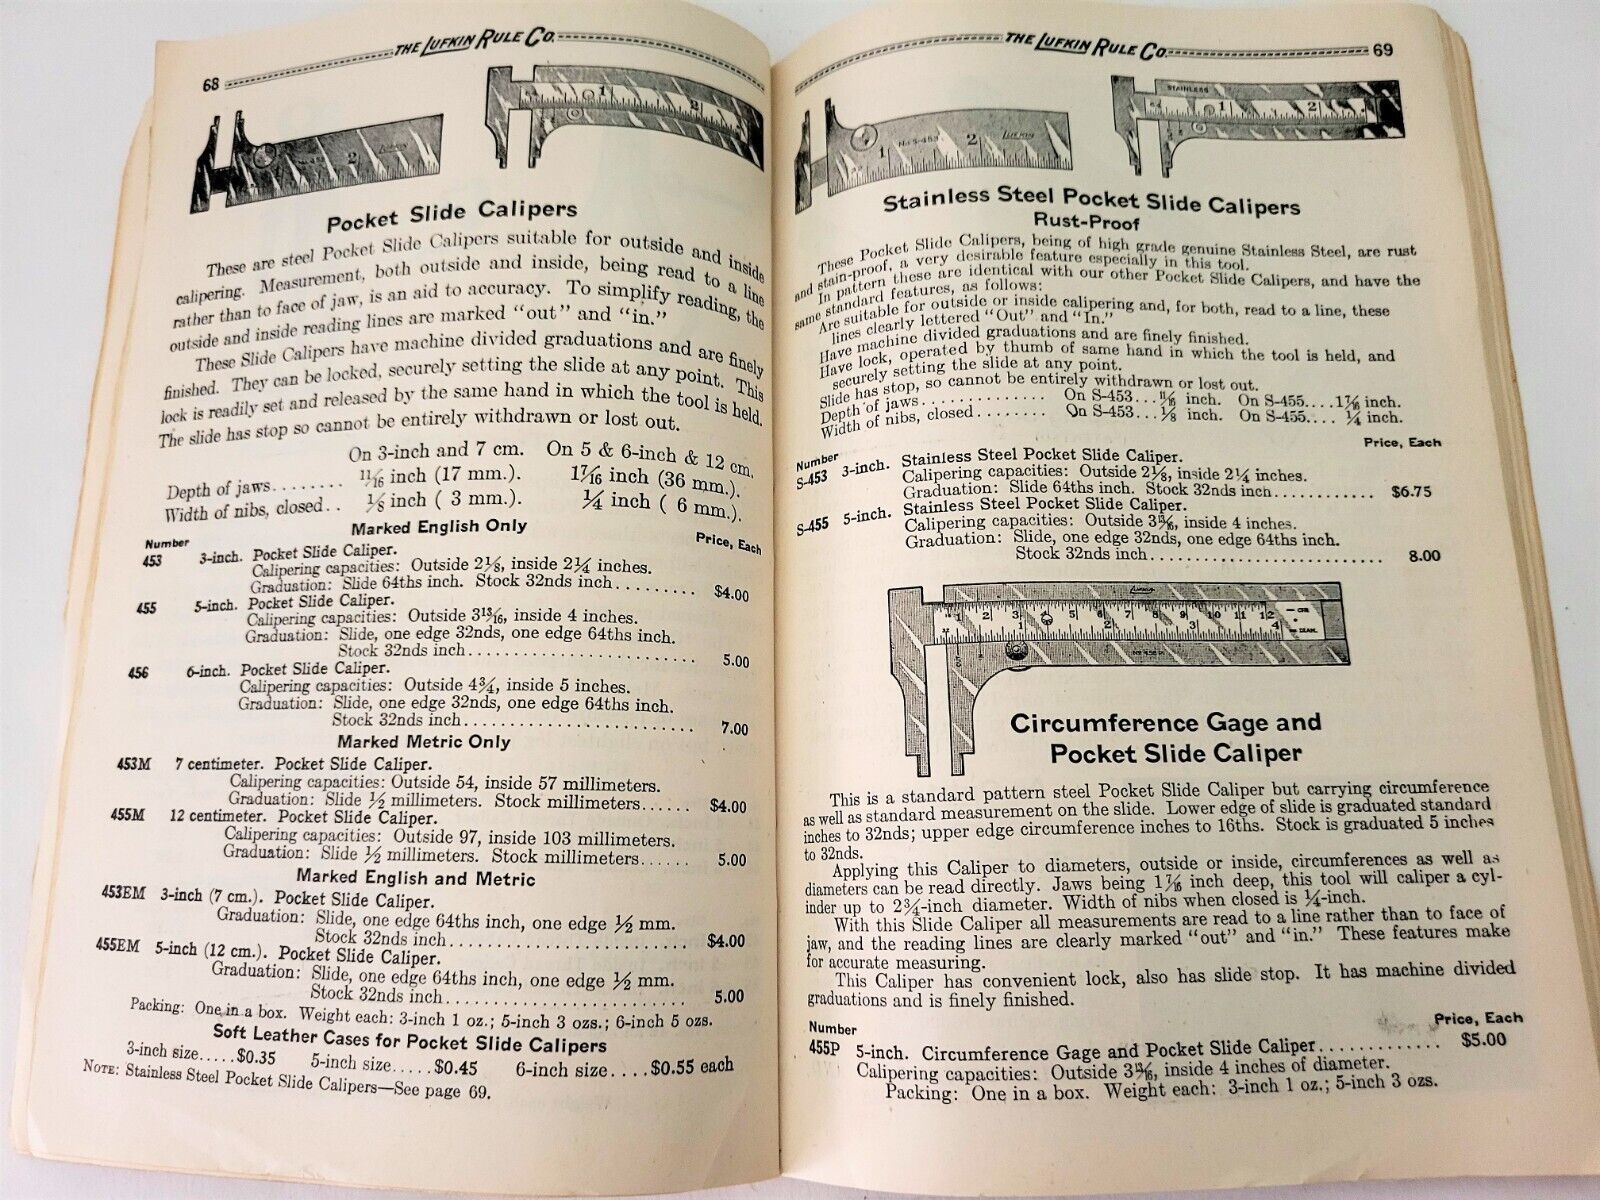 68 THE LUFKIN RULE CO.
Pocket Slide Calipers
These are steel Pocket Slide Calipers suitable for outside and inside
calipering. Measurement, both outside and inside, being read to a line
rather than to face of jaw, is an aid to accuracy. To simplify reading, the
outside and inside reading lines are marked "out" and "in."
These Slide Calipers have machine divided graduations and are finely
finished. They can be locked, securely setting the slide at any point. This
lock is readily set and released by the same hand in which the tool is held.
The slide has stop so cannot be entirely withdrawn or lost out.
On 3-inch and 7 cm. On 5 & 6-inch & 12 cm.
Depth of jaws........ 11/16 inch (17 mm.). 1 7/16 inch (36 mm.).
Width of nibs, closed.. 1/8 inch ( 3 mm.). 1/4 inch ( 6 mm.).
Marked English Only
Number Price, Each
453 3-inch. Pocket Slide Caliper.
Calipering capacities: Outside 2 1/8, inside 2 1/4 inches.
Graduation: Slide 64ths inch. Stock 32nds inch......... $4.00
455 5-inch. Pocket Slide Caliper.
Calipering capacities: Outside 3 13/16, inside 4 inches.
Graduation: Slide, one edge 32nds, one edge 64ths inch.
Stock 32nds inch......................... 5.00
456 6-inch. Pocket Slide Caliper.
Calipering capacities: Outside 4 3/4, inside 5 inches.
Graduation: Slide, one edge 32nds, one edge 64ths inch.
Stock 32nds inch......................... 7.00
Marked Metric Only
453M 7 centimeter. Pocket Slide Caliper.
Calipering capacities: Outside 54, inside 57 millimeters.
Graduation: Slide 1/2 millimeters. Stock millimeters...... $4.00
455M 12 centimeter. Pocket Slide Caliper.
Calipering capacities: Outside 97, inside 103 millimeters.
Graduation: Slide 1/2 millimeters. Stock millimeters...... 5.00
Marked English and Metric
453EM 3-inch (7 cm.). Pocket Slide Caliper.
Graduation: Slide, one edge 64ths inch, one edge 1/2 mm.
Stock 32nds inch......................... $4.00
455EM 5-inch (12 cm.). Pocket Slide Caliper.
Graduation: Slide, one edge 64ths inch, one edge 1/2 mm.
Stock 32nds inch......................... 5.00
Packing: One in a box. Weight each: 3-inch 1 oz.; 5-inch 3 ozs.; 6-inch 5 ozs.
Soft Leather Cases for Pocket Slide Calipers
3-inch size.....$0.35 5-inch size.....$0.45 6-inch size....$0.55 each
NOTE: Stainless Steel Pocket Slide Calipers—See page 69.
THE LUFKIN RULE CO. 69
STAINLESS
No S-453
LUFKIN
Stainless Steel Pocket Slide Calipers
Rust-Proof
These Pocket Slide Calipers, being of high grade genuine Stainless Steel, are rust
and stain-proof, a very desirable feature especially in this tool.
In pattern these are identical with our other Pocket Slide Calipers, and have the
same standard features, as follows:
Are suitable for outside or inside calipering and, for both, read to a line, these
lines clearly lettered "Out" and "In."
Have machine divided graduations and are finely finished.
Have lock, operated by thumb of same hand in which the tool is held, and
securely setting the slide at any point.
Slide has stop, so cannot be entirely withdrawn or lost out.
Depth of jaws............... On S-453...11/16 inch. On S-455....1 7/16 inch.
Width of nibs, closed........ On S-453... 1/8 inch. On S-455.... 1/4 inch.
Number Price, Each
S-453 3-inch. Stainless Steel Pocket Slide Caliper.
Calipering capacities: Outside 2 1/8, inside 2 1/4 inches.
Graduation: Slide 64ths inch. Stock 32nds inch............ $6.75
S-455 5-inch. Stainless Steel Pocket Slide Caliper.
Calipering capacities: Outside 3 13/16, inside 4 inches.
Graduation: Slide, one edge 32nds, one edge 64th inch.
Stock 32nds inch............................ 8.00
LUFKIN
CIR.
DIAM.
Circumference Gage and
Pocket Slide Caliper
This is a standard pattern steel Pocket Slide Caliper but carrying circumference
as well as standard measurement on the slide. Lower edge of slide is graduated standard
inches to 32nds; upper edge circumference inches to 16ths. Stock is graduated 5 inches
to 32nds.
Applying this Caliper to diameters, outside or inside, circumferences as well as
diameters can be read directly. Jaws being 1 7/16 inch deep, this tool will caliper a cyl-
inder up to 2 3/4-inch diameter. Width of nibs when closed is 1/4-inch.
With this Slide Caliper all measurements are read to a line rather than to face of
jaw, and the reading lines are clearly marked "out" and "in." These features make
for accurate measuring.
This Caliper has convenient lock, also has slide stop. It has machine divided
graduations and is finely finished.
Number Price, Each
455P 5-inch. Circumference Gage and Pocket Slide Caliper............. $5.00
Calipering capacities: Outside 3 13/16, inside 4 inches of diameter.
Packing: One in a box. Weight each: 3-inch 1 oz.; 5-inch 3 ozs.